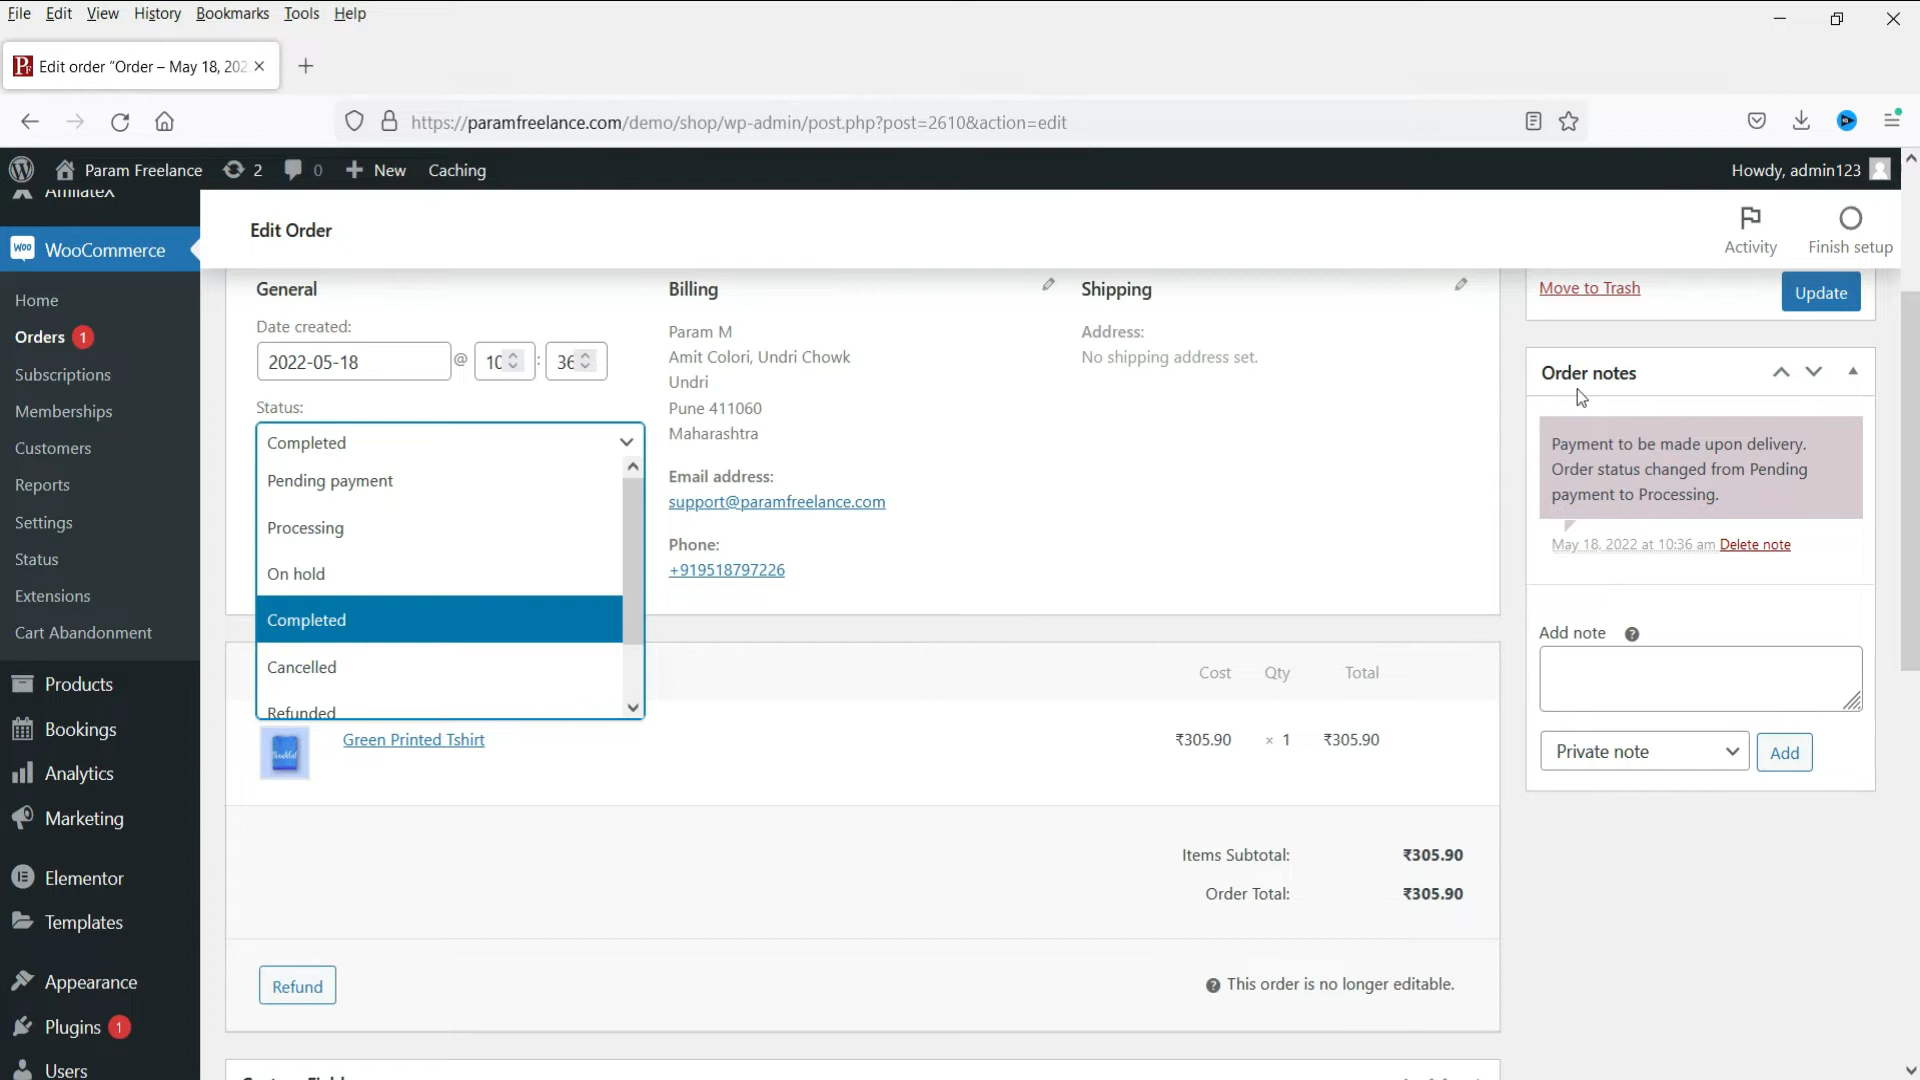 File Edit View History Bookmarks Tools Help
Edit order “Order – May 18, 202
https://paramfreelance.com/demo/shop/wp-admin/post.php?post=2610&action=edit
Param Freelance 2 0 New Caching Howdy, admin123
AffiliateX
WooCommerce
Home
Orders 1
Subscriptions
Memberships
Customers
Reports
Settings
Status
Extensions
Cart Abandonment
Products
Bookings
Analytics
Marketing
Elementor
Templates
Appearance
Plugins 1
Users
Edit Order
Activity
Finish setup
General
Date created:
2022-05-18 @ 10 : 36
Status:
Completed
Pending payment
Processing
On hold
Completed
Cancelled
Refunded
Billing
Param M
Amit Colori, Undri Chowk
Undri
Pune 411060
Maharashtra
Email address:
support@paramfreelance.com
Phone:
+919518797226
Shipping
Address:
No shipping address set.
Cost Qty Total
Green Printed Tshirt ₹305.90 × 1 ₹305.90
Items Subtotal: ₹305.90
Order Total: ₹305.90
Refund
This order is no longer editable.
Move to Trash
Update
Order notes
Payment to be made upon delivery.
Order status changed from Pending
payment to Processing.
May 18, 2022 at 10:36 am Delete note
Add note
Private note
Add